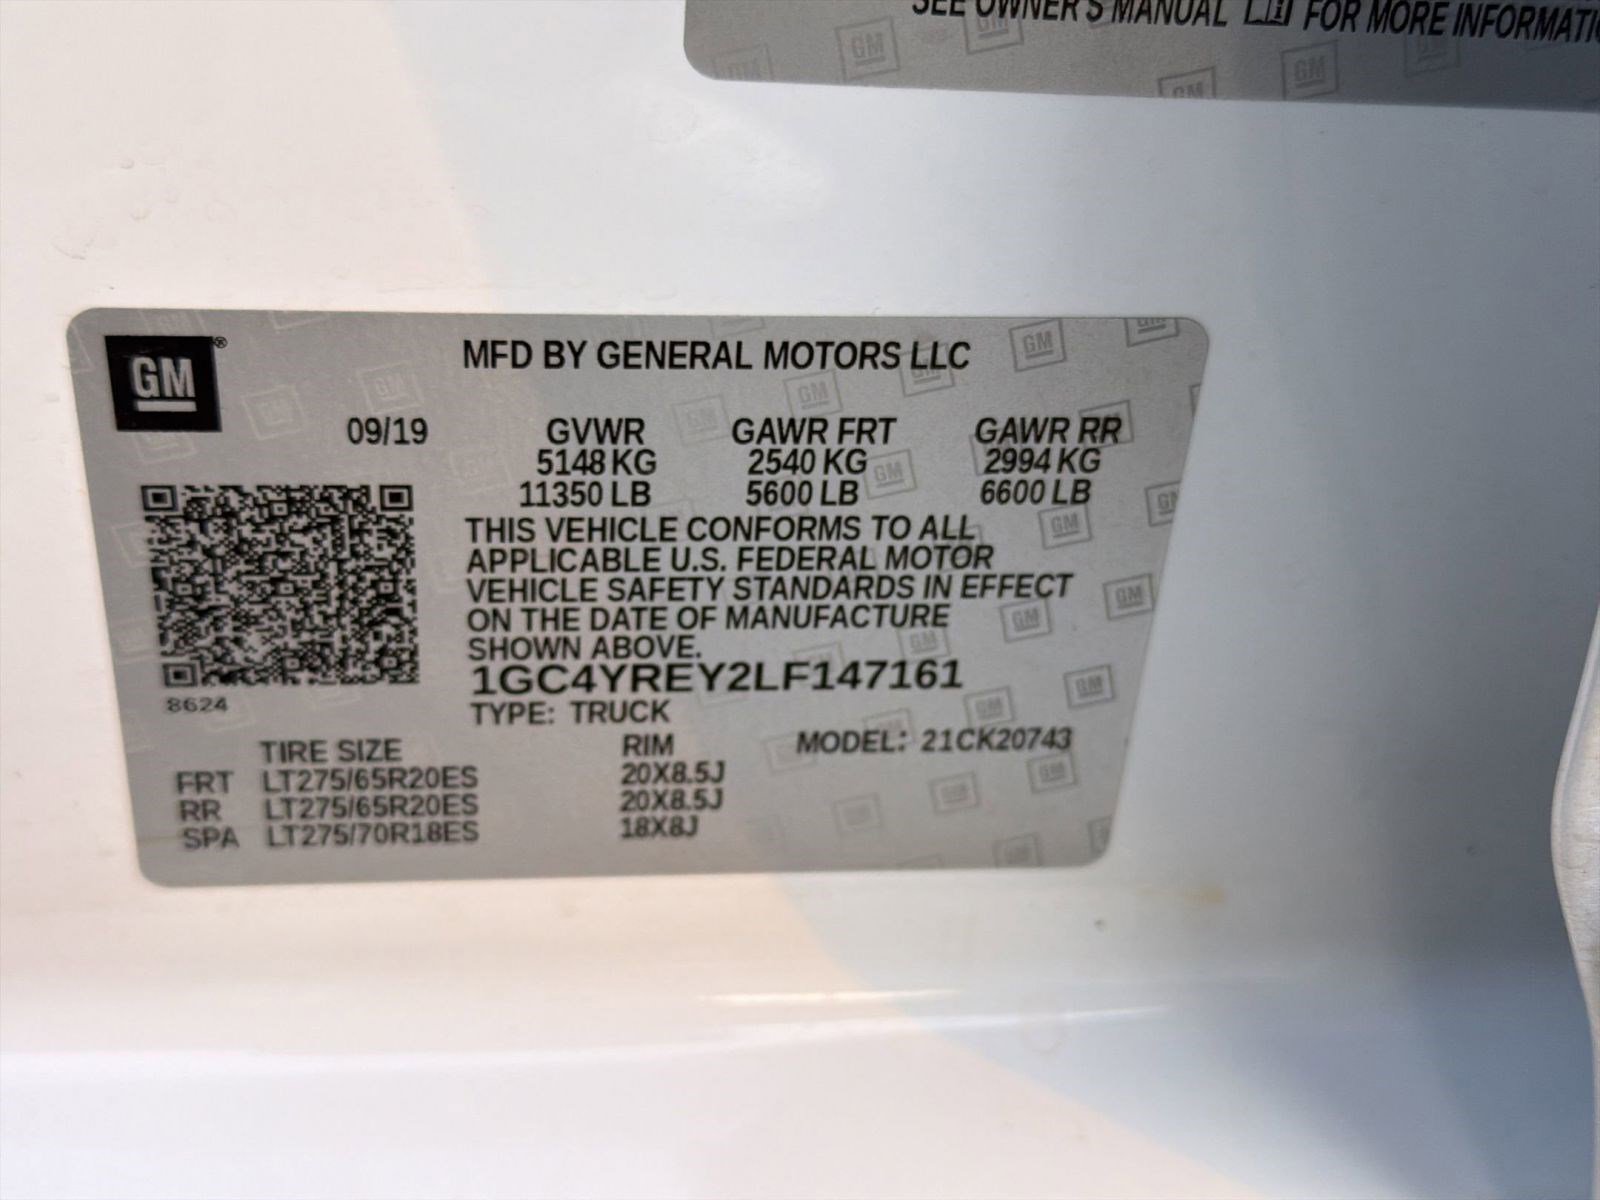 SEE OWNER'S MANUAL FOR MORE INFORMATI
GM®
MFD BY GENERAL MOTORS LLC
09/19 GVWR GAWR FRT GAWR RR
5148 KG 2540 KG 2994 KG
11350 LB 5600 LB 6600 LB
THIS VEHICLE CONFORMS TO ALL
APPLICABLE U.S. FEDERAL MOTOR
VEHICLE SAFETY STANDARDS IN EFFECT
ON THE DATE OF MANUFACTURE
SHOWN ABOVE.
1GC4YREY2LF147161
8624
TYPE: TRUCK
TIRE SIZE RIM MODEL: 21CK20743
FRT LT275/65R20ES 20X8.5J
RR LT275/65R20ES 20X8.5J
SPA LT275/70R18ES 18X8J